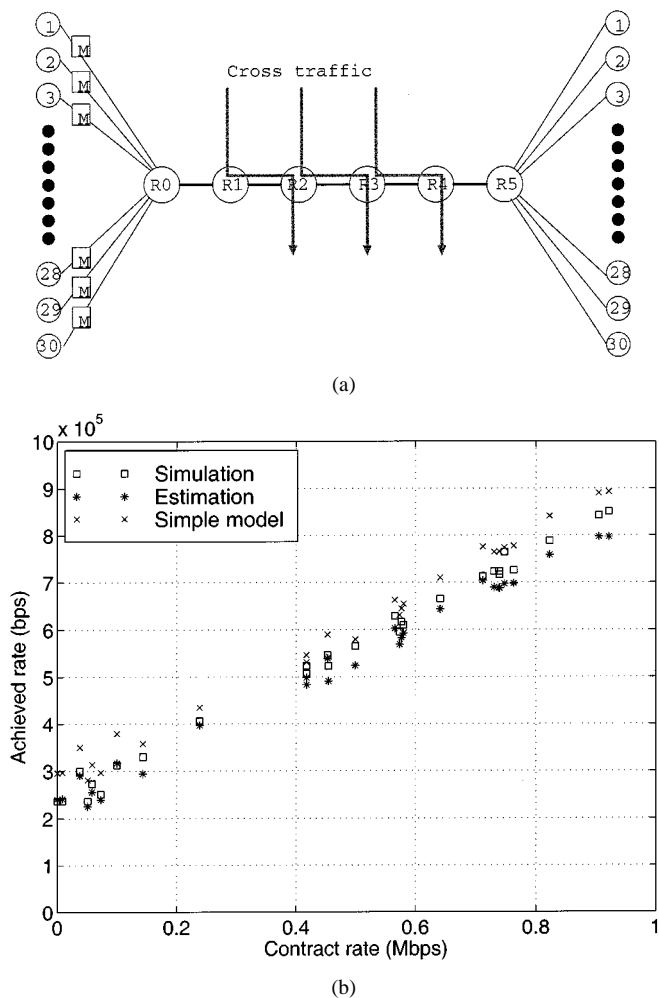 1
2
3
28
29
30
M
M
M
M
M
M
Cross traffic
R0 R1 R2 R3 R4 R5
1
2
3
28
29
30
(a)
× 10⁵
10
9
8
7
6
5
4
3
2
1
0
Achieved rate (bps)
Simulation
Estimation
Simple model
0 0.2 0.4 0.6 0.8 1
Contract rate (Mbps)
(b)